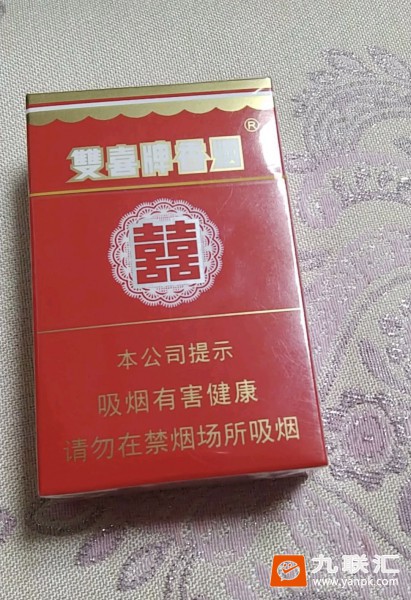 雙喜牌香烟
®
囍
本公司提示
吸烟有害健康
请勿在禁烟场所吸烟
九联汇
www.yanpk.com